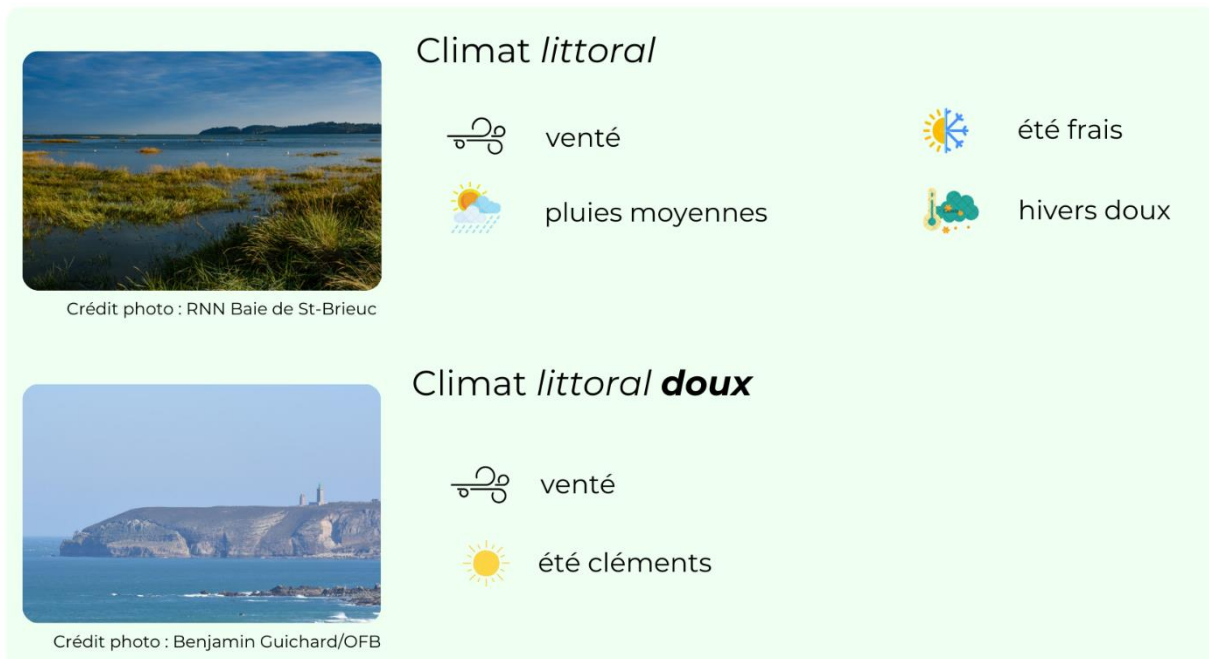 Climat littoral
venté
été frais
pluies moyennes
hivers doux
Crédit photo : RNN Baie de St-Brieuc
Climat littoral doux
venté
été cléments
Crédit photo : Benjamin Guichard/OFB